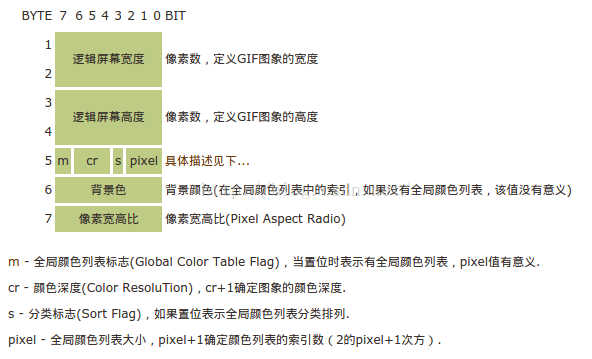 BYTE 7 6 5 4 3 2 1 0 BIT
1
逻辑屏幕宽度 像素数，定义GIF图象的宽度
2
3
逻辑屏幕高度 像素数，定义GIF图象的高度
4
5 m cr s pixel 具体描述见下...
6 背景色 背景颜色(在全局颜色列表中的索引，如果没有全局颜色列表，该值没有意义)
7 像素宽高比 像素宽高比(Pixel Aspect Radio)
m - 全局颜色列表标志(Global Color Table Flag)，当置位时表示有全局颜色列表，pixel值有意义.
cr - 颜色深度(Color ResoluTion)，cr+1确定图象的颜色深度.
s - 分类标志(Sort Flag)，如果置位表示全局颜色列表分类排列.
pixel - 全局颜色列表大小，pixel+1确定颜色列表的索引数（2的pixel+1次方）.